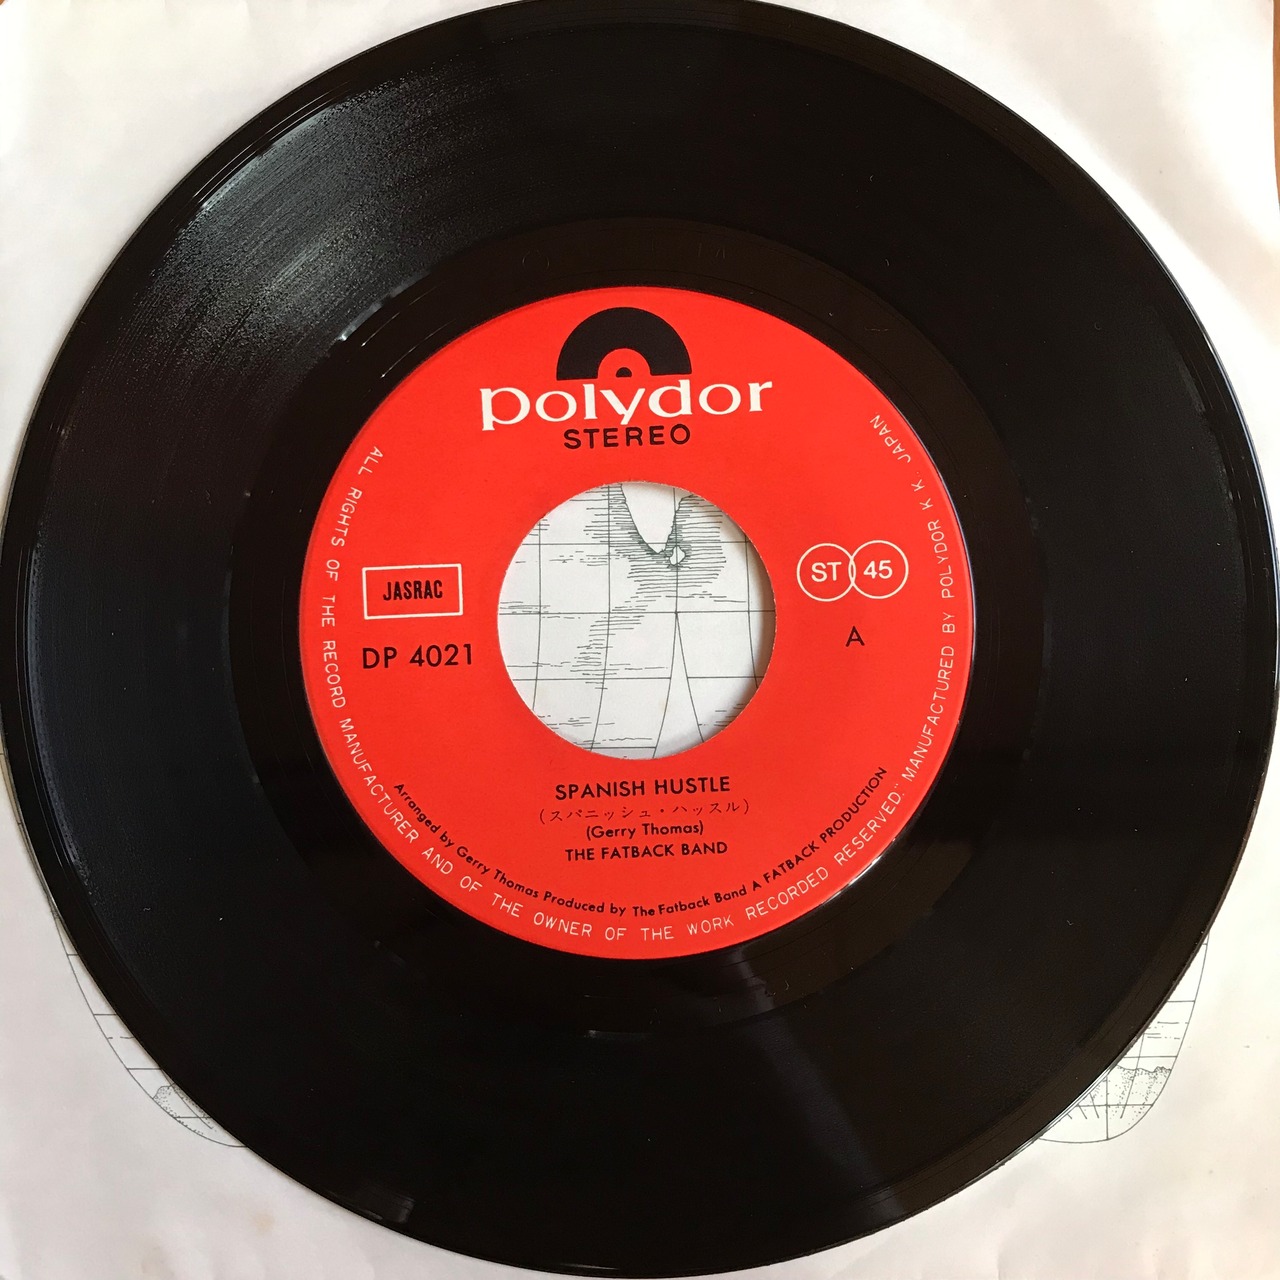 polydor
STEREO
JASRAC
DP 4021
ST 45
A
SPANISH HUSTLE
(スパニッシュ・ハッスル)
(Gerry Thomas)
THE FATBACK BAND
Arranged by Gerry Thomas Produced by The Fatback Band A FATBACK PRODUCTION
ALL RIGHTS OF THE RECORD MANUFACTURER AND OF THE OWNER OF THE WORK RECORDED RESERVED. MANUFACTURED BY POLYDOR K. K. JAPAN